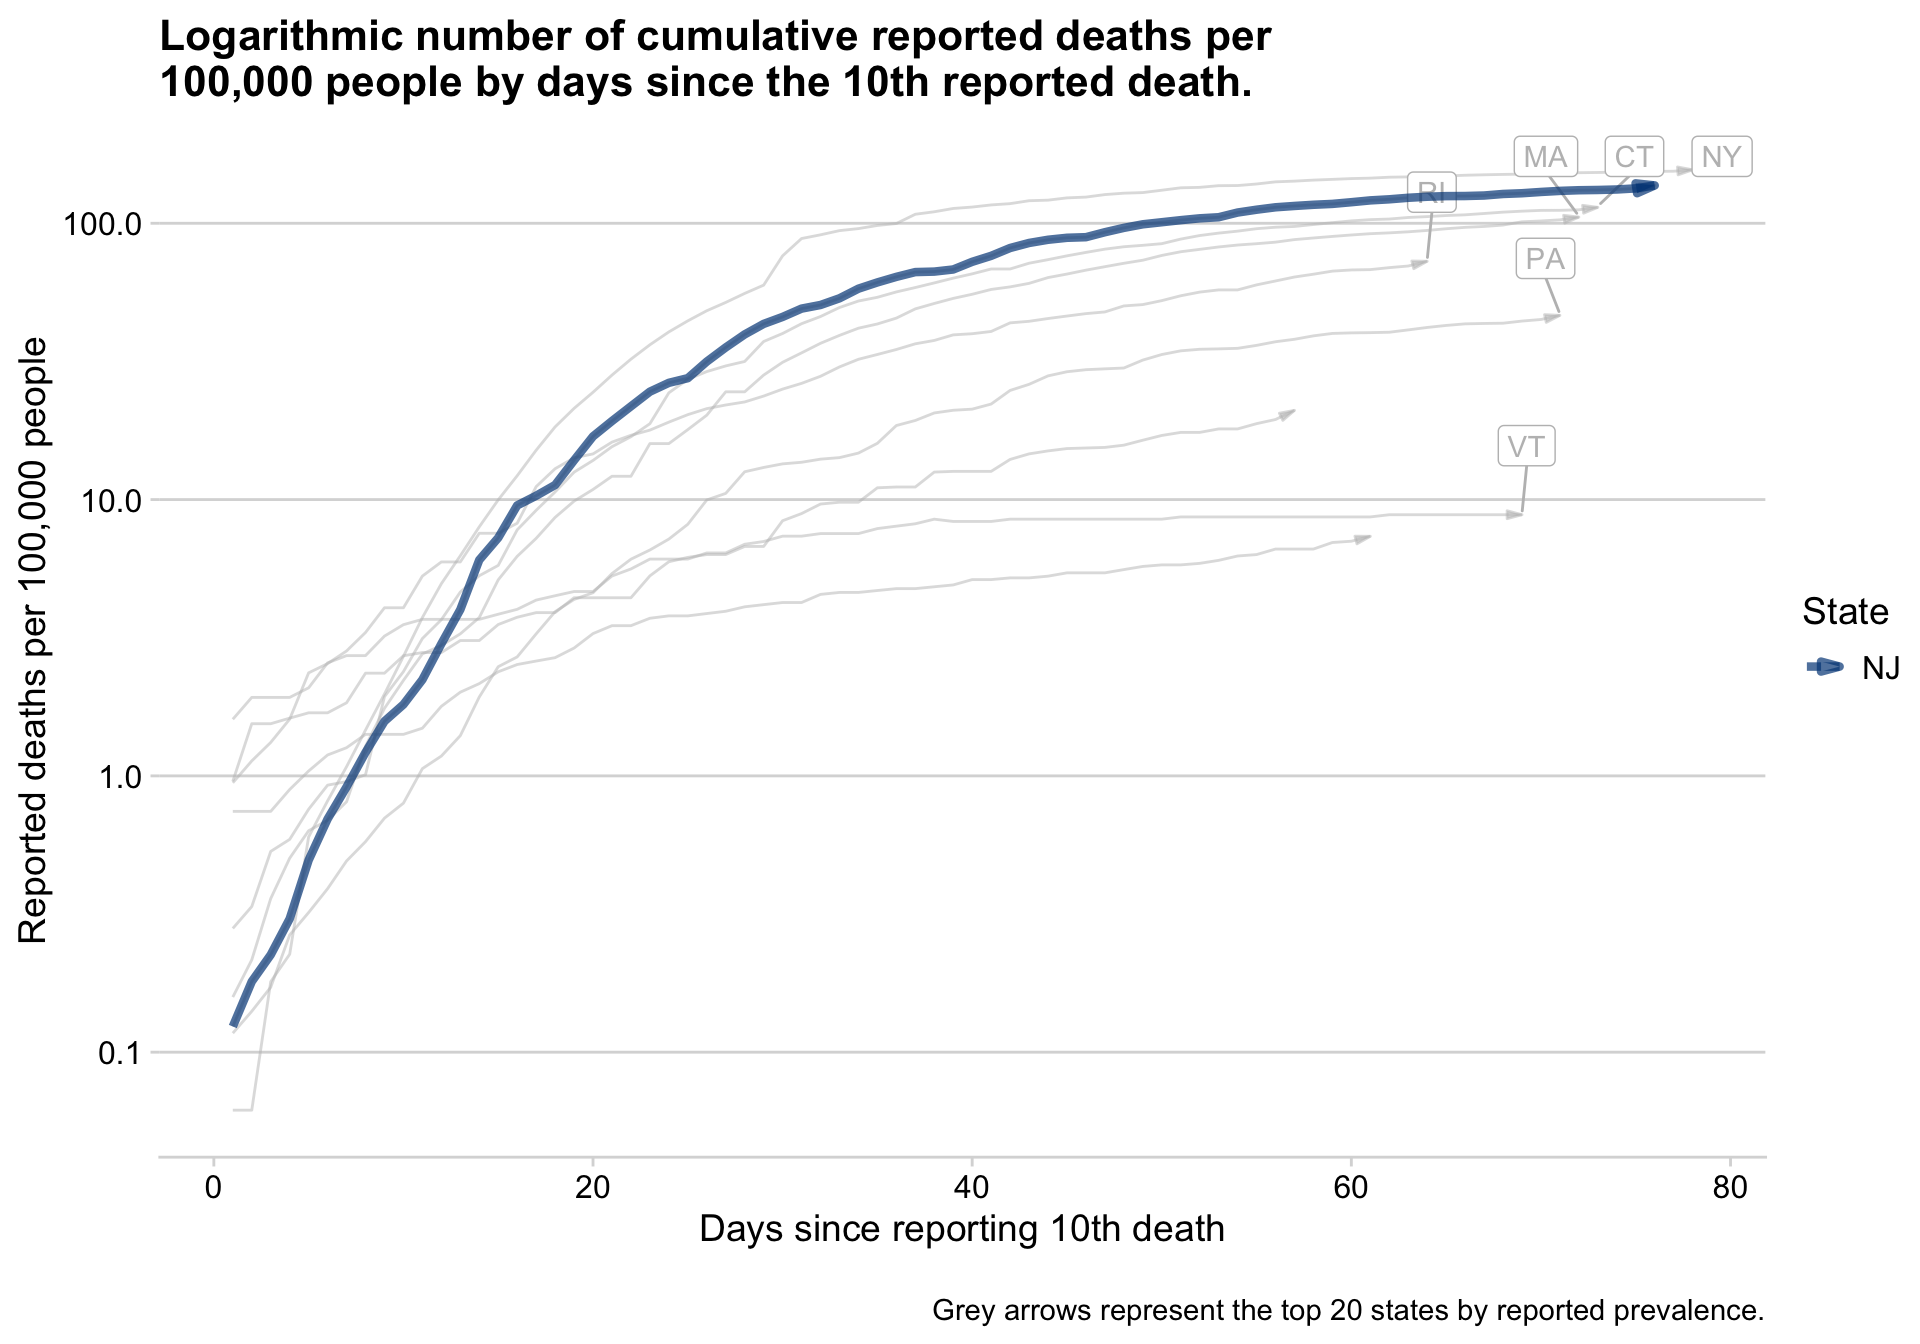 Logarithmic number of cumulative reported deaths per
100,000 people by days since the 10th reported death.
Reported deaths per 100,000 people
100.0
10.0
1.0
0.1
MA
CT
NY
RI
PA
VT
State
NJ
0
20
40
60
80
Days since reporting 10th death
Grey arrows represent the top 20 states by reported prevalence.